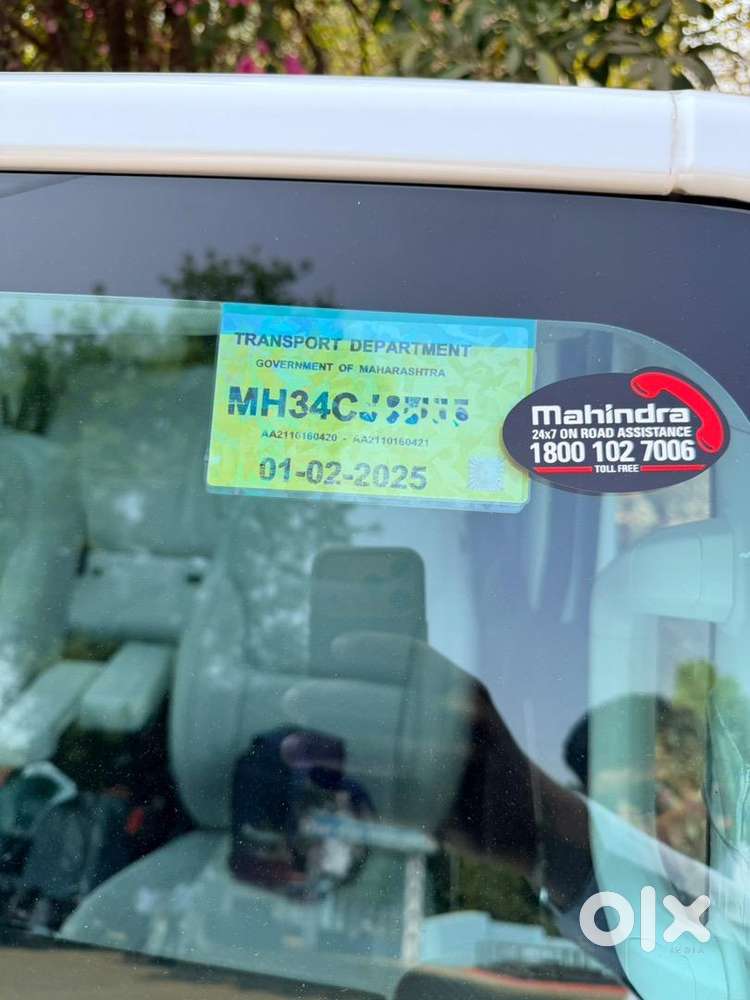 TRANSPORT DEPARTMENT
GOVERNMENT OF MAHARASHTRA
AA2110160420 - AA2110160421
01-02-2025
mahindra
24x7 ON ROAD ASSISTANCE
1800 102 7006
TOLL FREE
olx